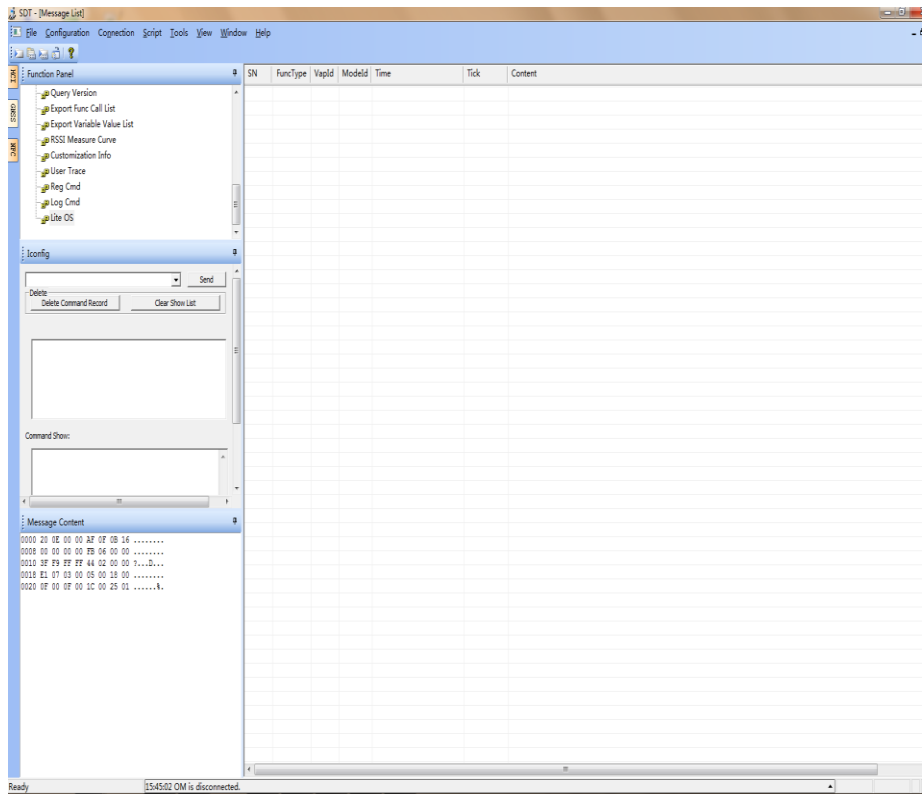 SDT - [Message List]
File Configuration Connection Script Tools View Window Help
Function Panel
SN FuncType VapId ModeId Time Tick Content
Query Version
Export Func Call List
Export Variable Value List
RSSI Measure Curve
Customization Info
User Trace
Reg Cmd
Log Cmd
Lite OS
Iconfig
Send
Delete
Delete Command Record Clear Show List
Command Show:
Message Content
0000 20 0E 00 00 AF 0F 0B 16 ........
0008 00 00 00 00 FB 06 00 00 ........
0010 3F F9 FF FF 44 02 00 00 ?...D...
0018 E1 07 03 00 05 00 18 00 ........
0020 0F 00 0F 00 1C 00 25 01 ......%.
Ready 15:45:02 OM is disconnected.